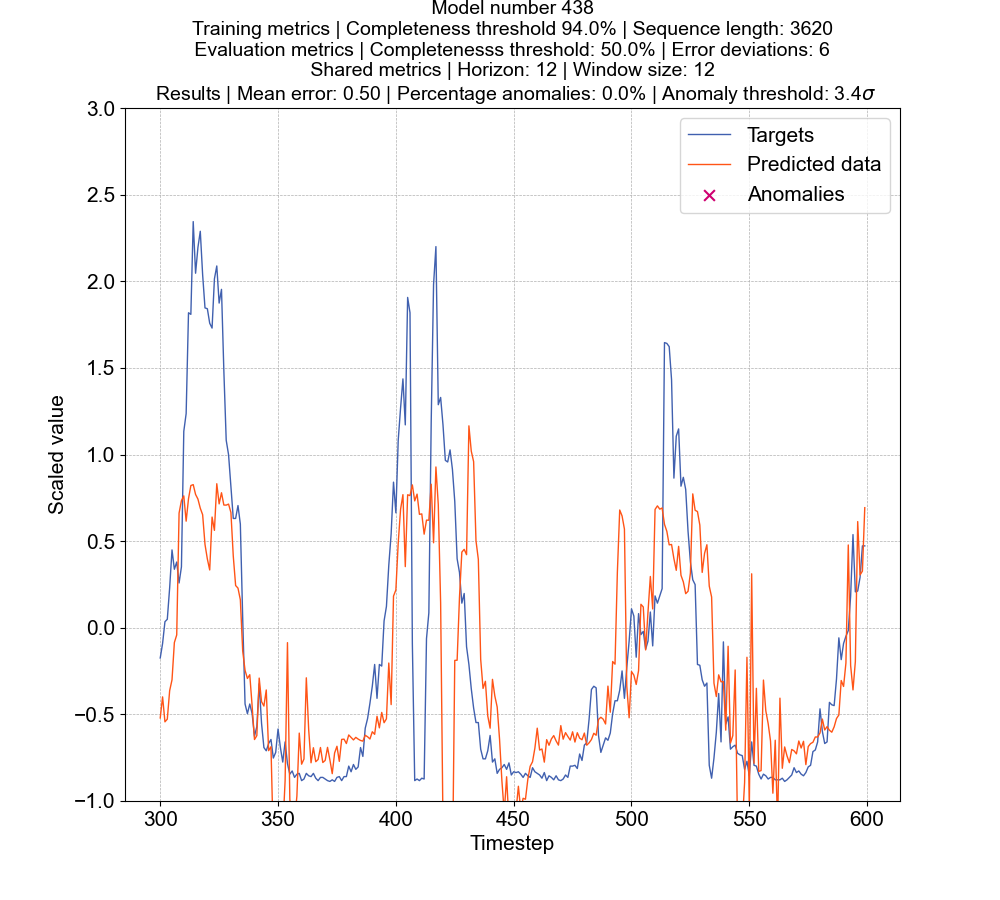 Model number 438
Training metrics | Completeness threshold 94.0% | Sequence length: 3620
Evaluation metrics | Completenesss threshold: 50.0% | Error deviations: 6
Shared metrics | Horizon: 12 | Window size: 12
Results | Mean error: 0.50 | Percentage anomalies: 0.0% | Anomaly threshold: 3.4σ
3.0
2.5
2.0
1.5
1.0
0.5
0.0
−0.5
−1.0
Scaled value
Targets
Predicted data
Anomalies
300 350 400 450 500 550 600
Timestep